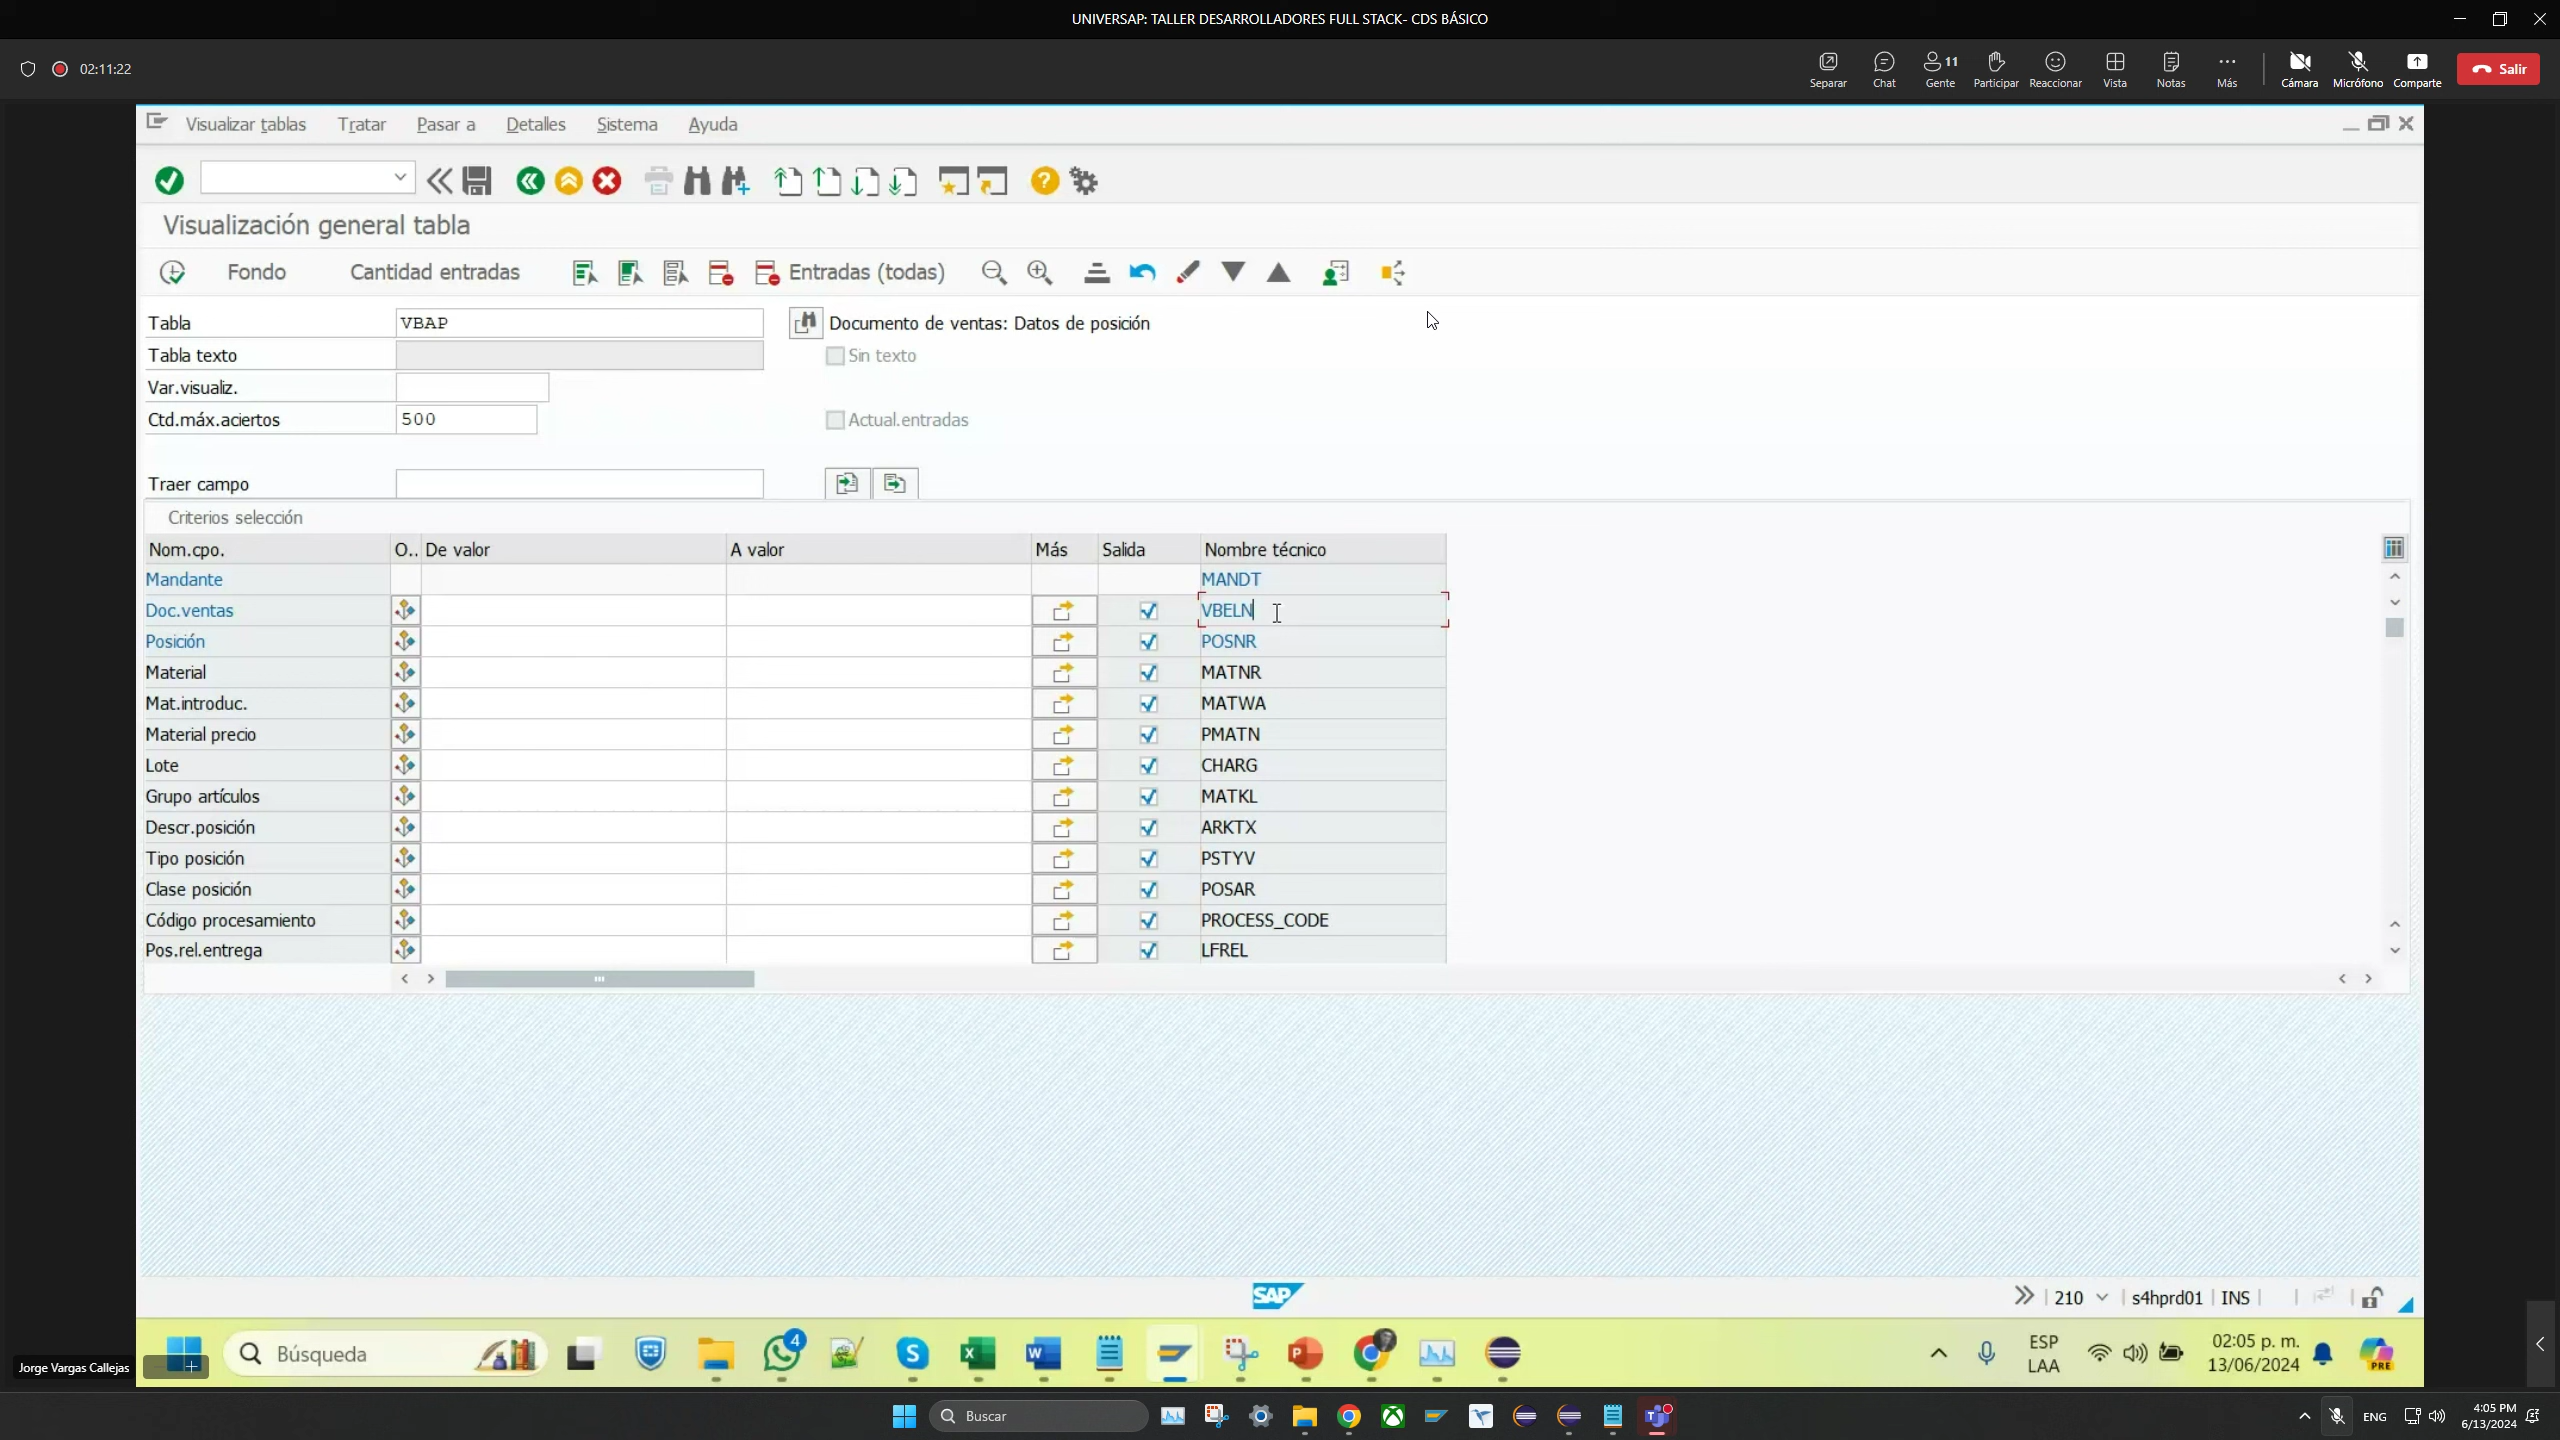 UNIVERSAP: TALLER DESARROLLADORES FULL STACK- CDS BÁSICO
02:11:22
Separar
Chat
11
Gente
Participar
Reaccionar
Vista
Notas
Más
Cámara
Micrófono
Comparte
Salir
Visualizar tablas
Tratar
Pasar a
Detalles
Sistema
Ayuda
Visualización general tabla
Fondo
Cantidad entradas
Entradas (todas)
Tabla VBAP Documento de ventas: Datos de posición
Tabla texto Sin texto
Var.visualiz.
Ctd.máx.aciertos 500 Actual.entradas
Traer campo
Criterios selección
Nom.cpo. O.. De valor A valor Más Salida Nombre técnico
Mandante MANDT
Doc.ventas VBELN
Posición POSNR
Material MATNR
Mat.introduc. MATWA
Material precio PMATN
Lote CHARG
Grupo artículos MATKL
Descr.posición ARKTX
Tipo posición PSTYV
Clase posición POSAR
Código procesamiento PROCESS_CODE
Pos.rel.entrega LFREL
SAP
210
s4hprd01
INS
Jorge Vargas Callejas
Búsqueda
4
ESP
LAA
02:05 p. m.
13/06/2024
PRE
Buscar
ENG
4:05 PM
6/13/2024